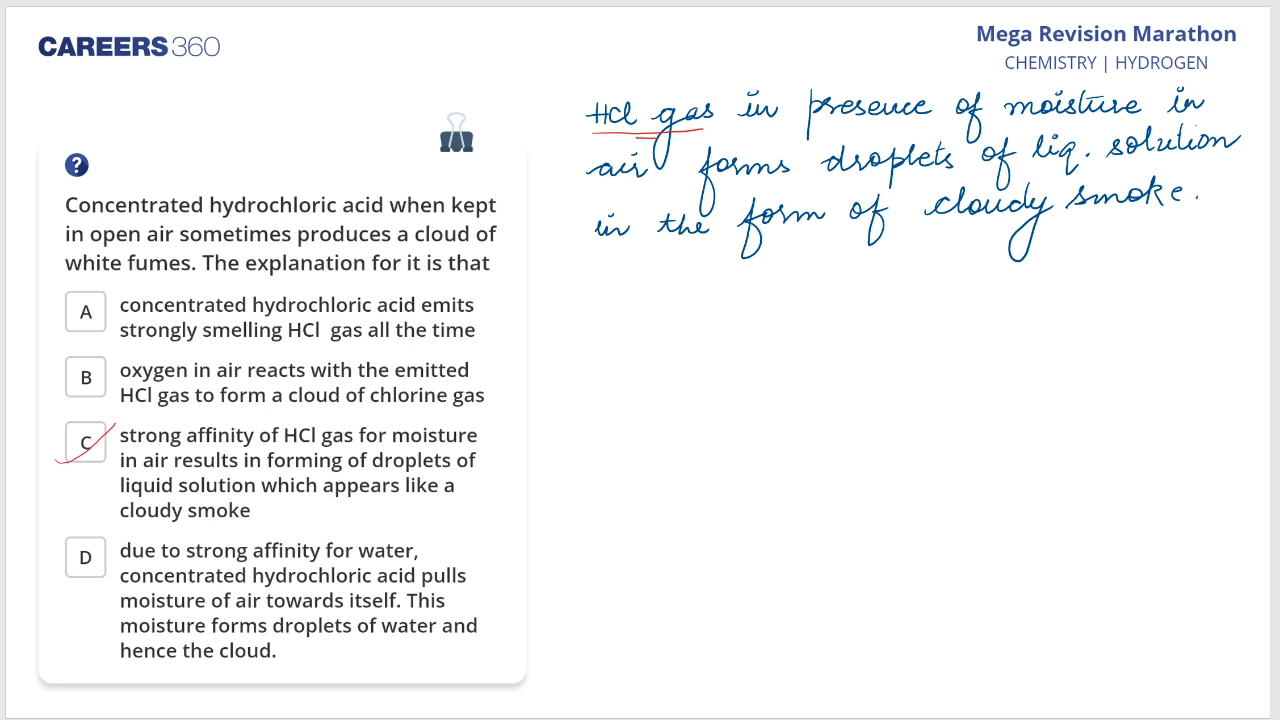 CAREERS360
Mega Revision Marathon
CHEMISTRY | HYDROGEN
?
Concentrated hydrochloric acid when kept
in open air sometimes produces a cloud of
white fumes. The explanation for it is that
A
concentrated hydrochloric acid emits
strongly smelling HCl gas all the time
B
oxygen in air reacts with the emitted
HCl gas to form a cloud of chlorine gas
C
strong affinity of HCl gas for moisture
in air results in forming of droplets of
liquid solution which appears like a
cloudy smoke
D
due to strong affinity for water,
concentrated hydrochloric acid pulls
moisture of air towards itself. This
moisture forms droplets of water and
hence the cloud.
HCl gas in presence of moisture in
air forms droplets of liq. solution
in the form of cloudy smoke.